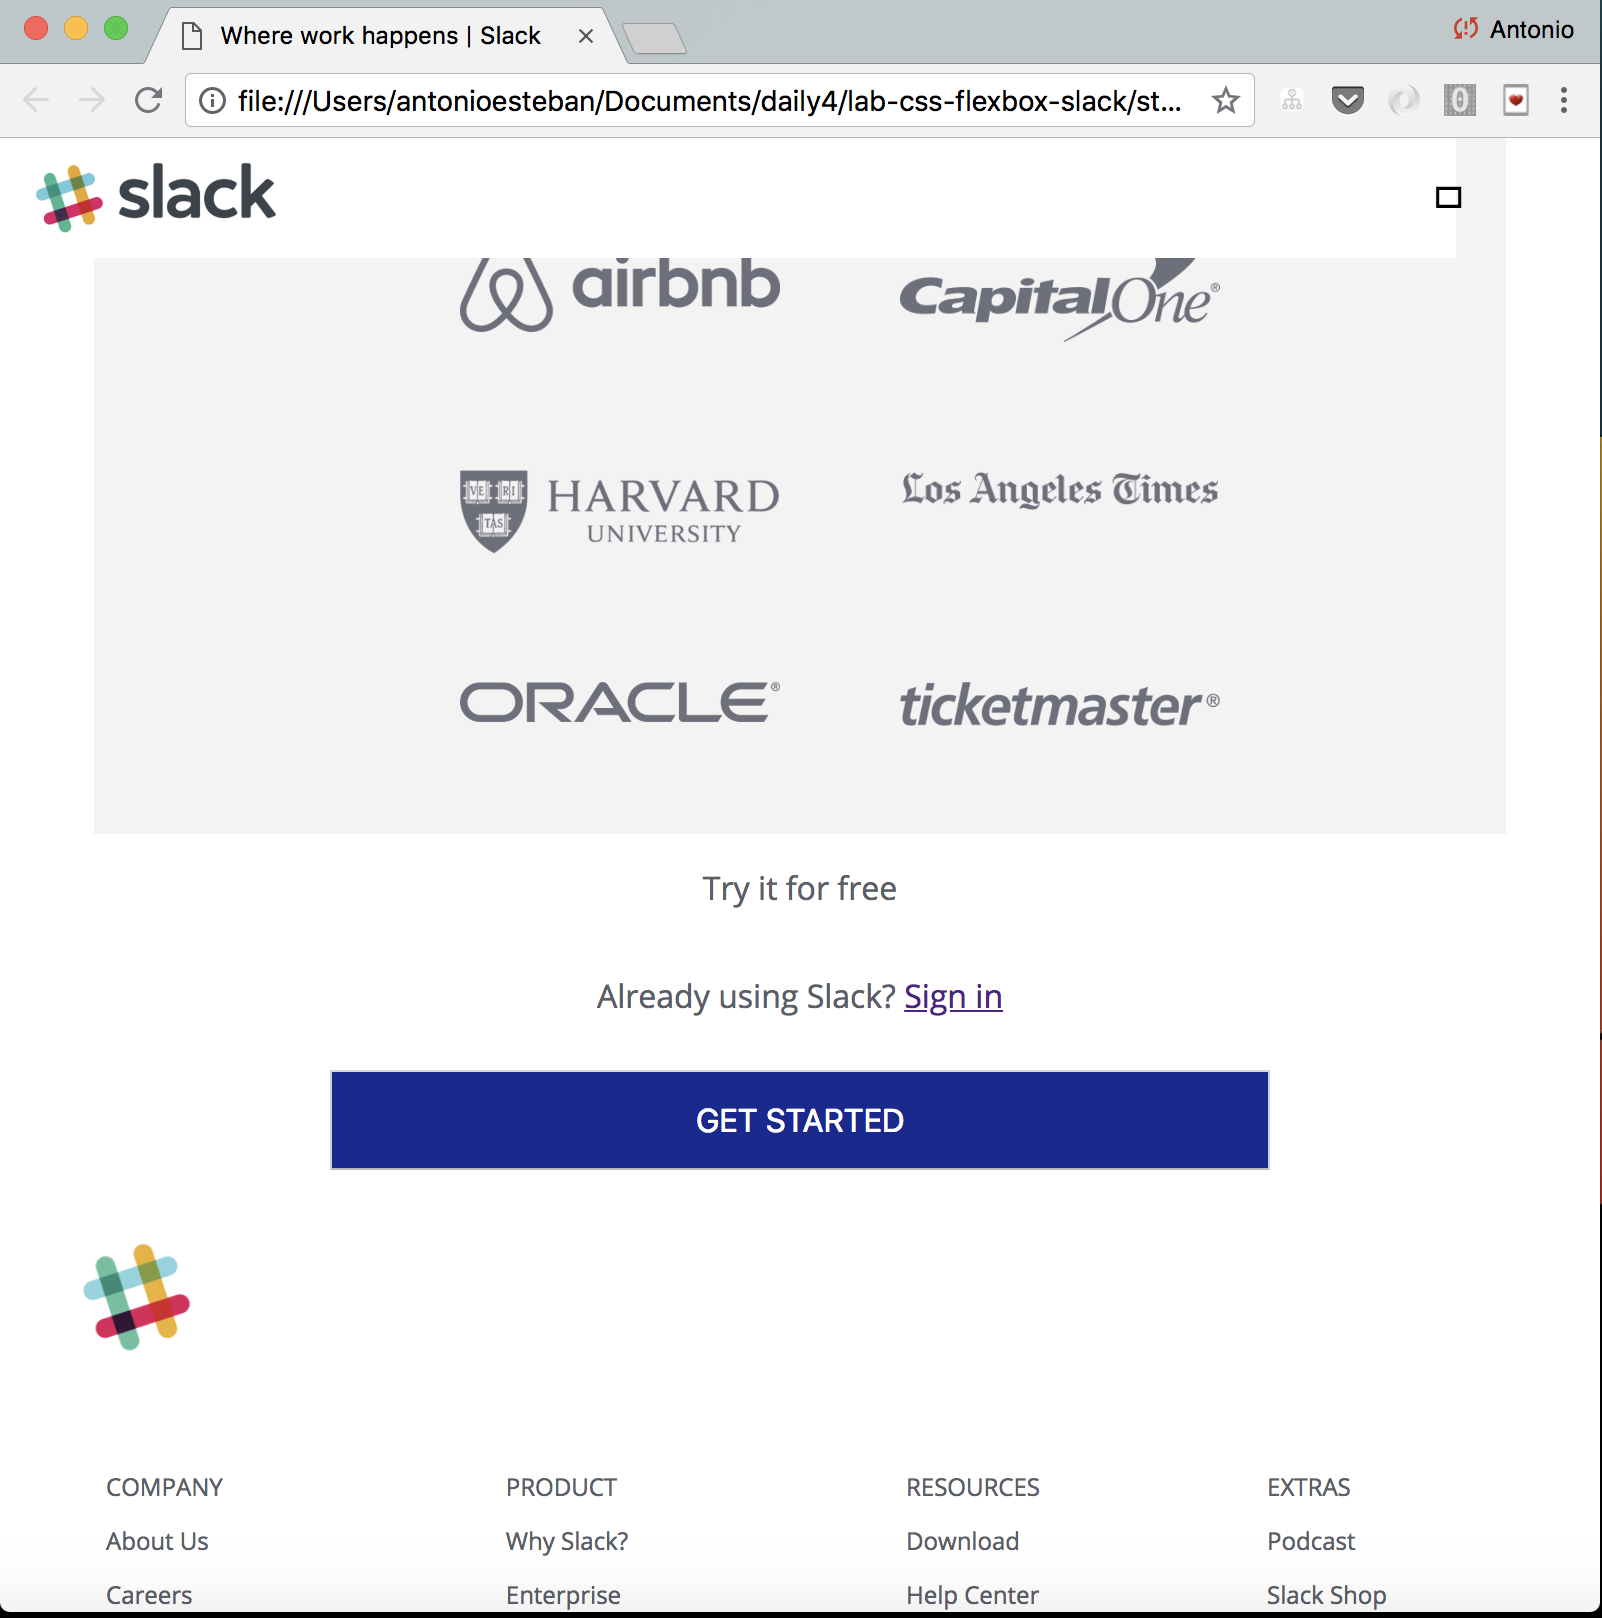 Where work happens | Slack
Antonio
file:///Users/antonioesteban/Documents/daily4/lab-css-flexbox-slack/st...
slack
airbnb
CapitalOne®
VE RI TAS
HARVARD
UNIVERSITY
Los Angeles Times
ORACLE®
ticketmaster®
Try it for free
Already using Slack? Sign in
GET STARTED
COMPANY PRODUCT RESOURCES EXTRAS
About Us Why Slack? Download Podcast
Careers Enterprise Help Center Slack Shop